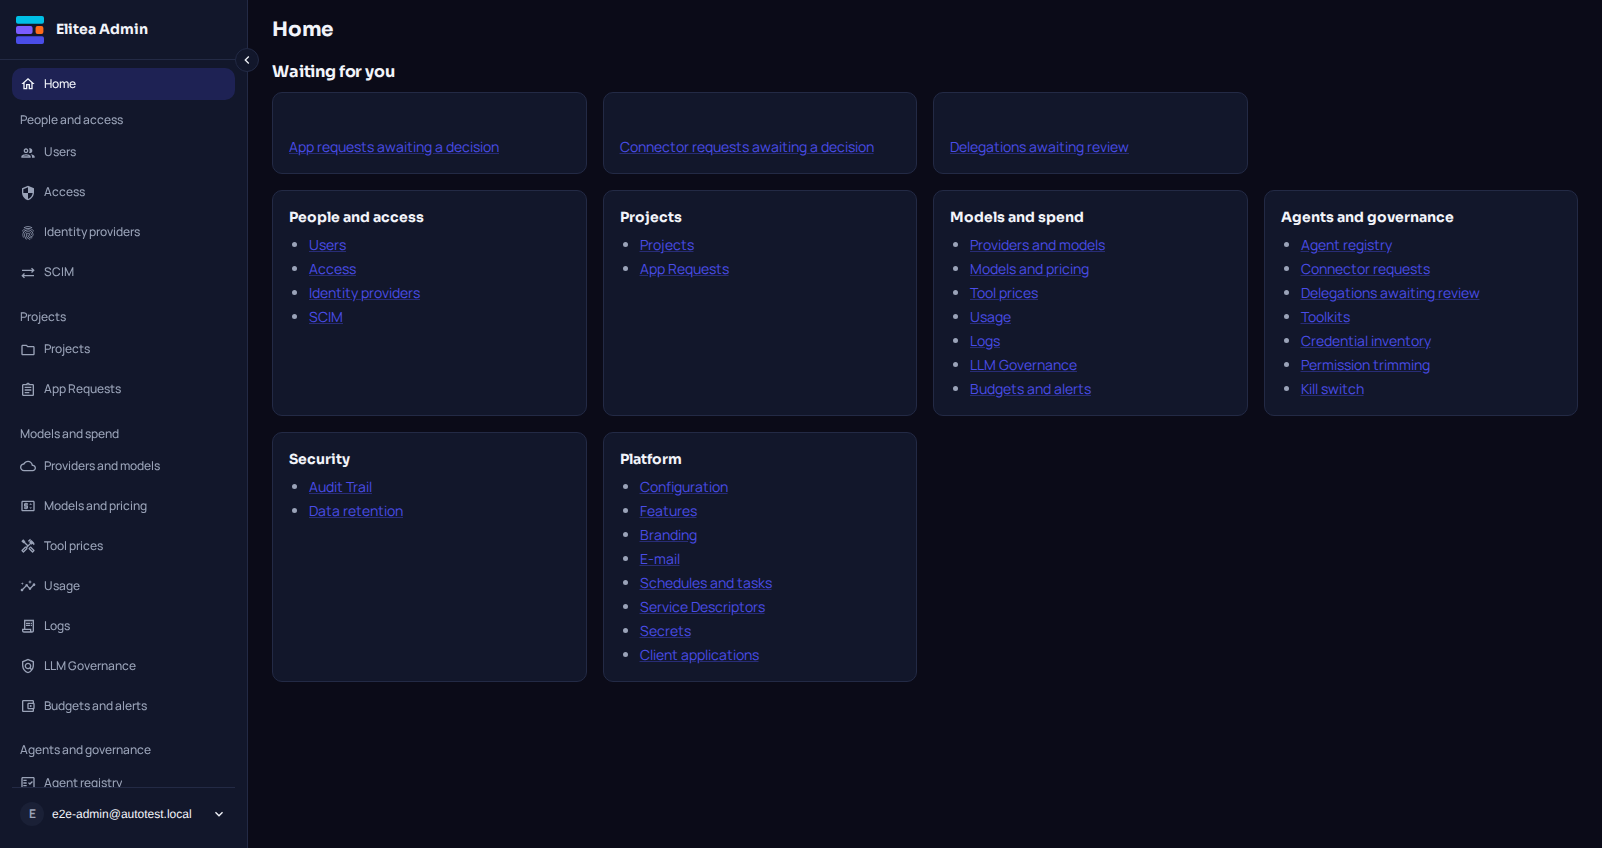 Elitea Admin
Home
People and access
Users
Access
Identity providers
SCIM
Projects
Projects
App Requests
Models and spend
Providers and models
Models and pricing
Tool prices
Usage
Logs
LLM Governance
Budgets and alerts
Agents and governance
Agent registry
E
e2e-admin@autotest.local
Home
Waiting for you
App requests awaiting a decision
Connector requests awaiting a decision
Delegations awaiting review
People and access
Users
Access
Identity providers
SCIM
Projects
Projects
App Requests
Models and spend
Providers and models
Models and pricing
Tool prices
Usage
Logs
LLM Governance
Budgets and alerts
Agents and governance
Agent registry
Connector requests
Delegations awaiting review
Toolkits
Credential inventory
Permission trimming
Kill switch
Security
Audit Trail
Data retention
Platform
Configuration
Features
Branding
E-mail
Schedules and tasks
Service Descriptors
Secrets
Client applications